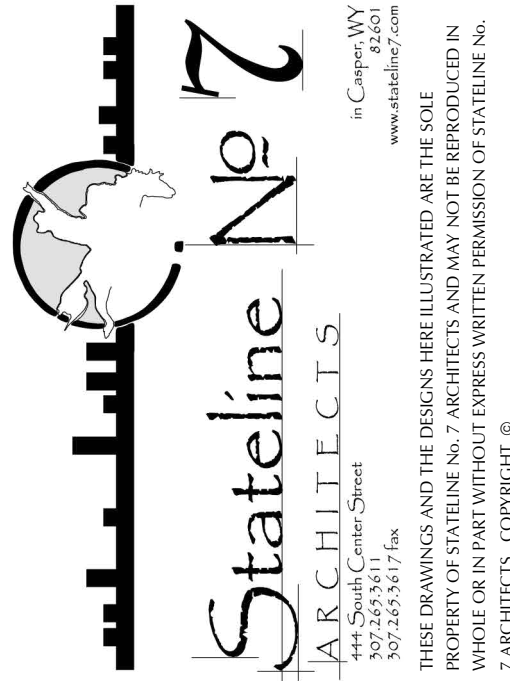 Stateline No 7
ARCHITECTS
444 South Center Street
307.265.3611
307.265.3617 fax
in Casper, WY
82601
www.stateline7.com
THESE DRAWINGS AND THE DESIGNS HERE ILLUSTRATED ARE THE SOLE
PROPERTY OF STATELINE No. 7 ARCHITECTS AND MAY NOT BE REPRODUCED IN
WHOLE OR IN PART WITHOUT EXPRESS WRITTEN PERMISSION OF STATELINE No.
7 ARCHITECTS COPYRIGHT ©